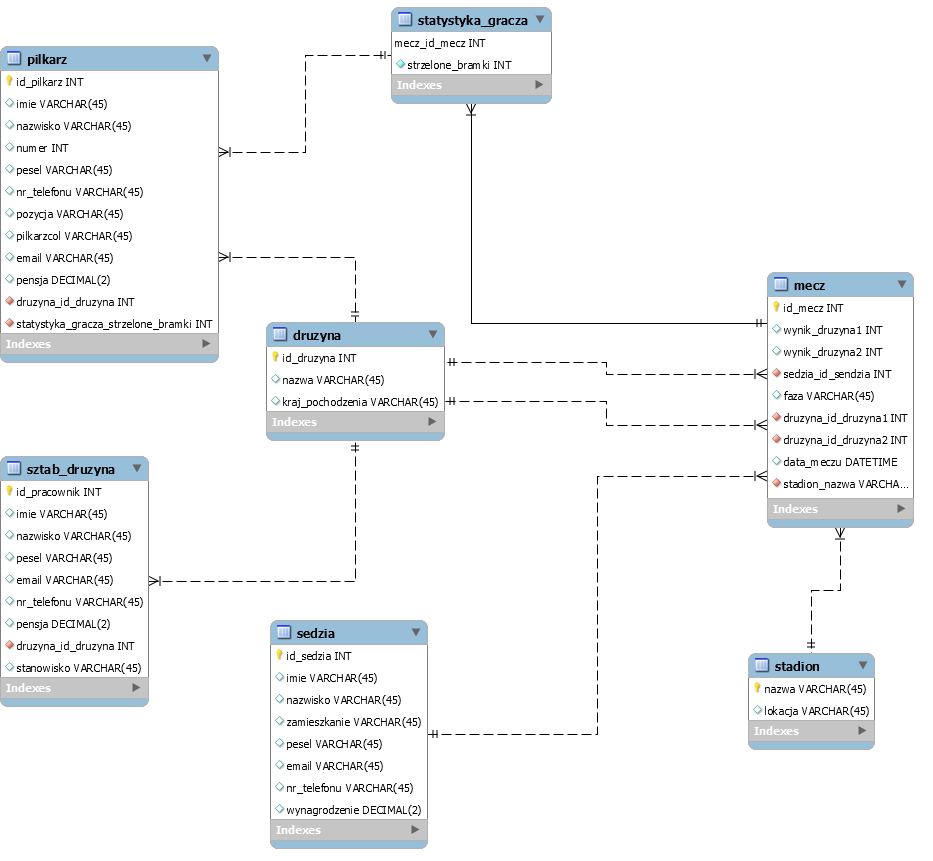 statystyka_gracza
mecz_id_mecz INT
strzelone_bramki INT
Indexes
pilkarz
id_pilkarz INT
imie VARCHAR(45)
nazwisko VARCHAR(45)
numer INT
pesel VARCHAR(45)
nr_telefonu VARCHAR(45)
pozycja VARCHAR(45)
pilkarzcol VARCHAR(45)
email VARCHAR(45)
pensja DECIMAL(2)
druzyna_id_druzyna INT
statystyka_gracza_strzelone_bramki INT
Indexes
druzyna
id_druzyna INT
nazwa VARCHAR(45)
kraj_pochodzenia VARCHAR(45)
Indexes
mecz
id_mecz INT
wynik_druzyna1 INT
wynik_druzyna2 INT
sedzia_id_sendzia INT
faza VARCHAR(45)
druzyna_id_druzyna1 INT
druzyna_id_druzyna2 INT
data_meczu DATETIME
stadion_nazwa VARCHA...
Indexes
sztab_druzyna
id_pracownik INT
imie VARCHAR(45)
nazwisko VARCHAR(45)
pesel VARCHAR(45)
email VARCHAR(45)
nr_telefonu VARCHAR(45)
pensja DECIMAL(2)
druzyna_id_druzyna INT
stanowisko VARCHAR(45)
Indexes
sedzia
id_sedzia INT
imie VARCHAR(45)
nazwisko VARCHAR(45)
zamieszkanie VARCHAR(45)
pesel VARCHAR(45)
email VARCHAR(45)
nr_telefonu VARCHAR(45)
wynagrodzenie DECIMAL(2)
Indexes
stadion
nazwa VARCHAR(45)
lokacja VARCHAR(45)
Indexes